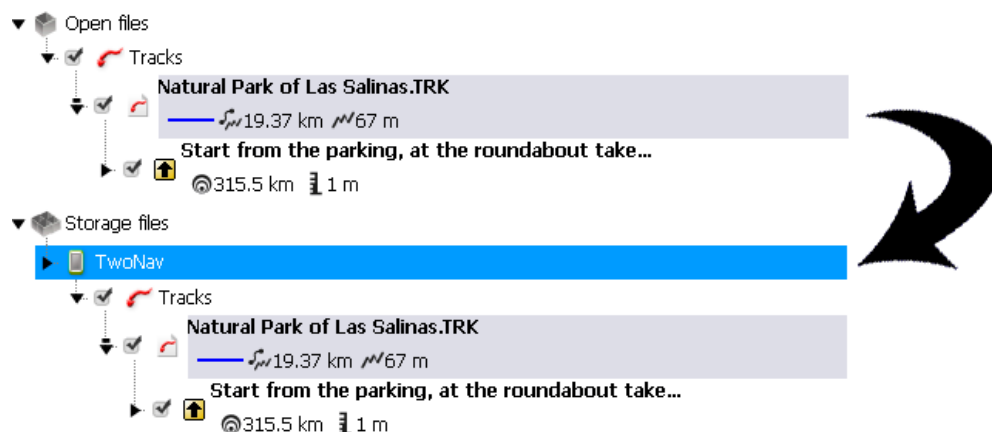 Open files
Tracks
Natural Park of Las Salinas.TRK
19.37 km 67 m
Start from the parking, at the roundabout take...
315.5 km 1 m
Storage files
TwoNav
Tracks
Natural Park of Las Salinas.TRK
19.37 km 67 m
Start from the parking, at the roundabout take...
315.5 km 1 m